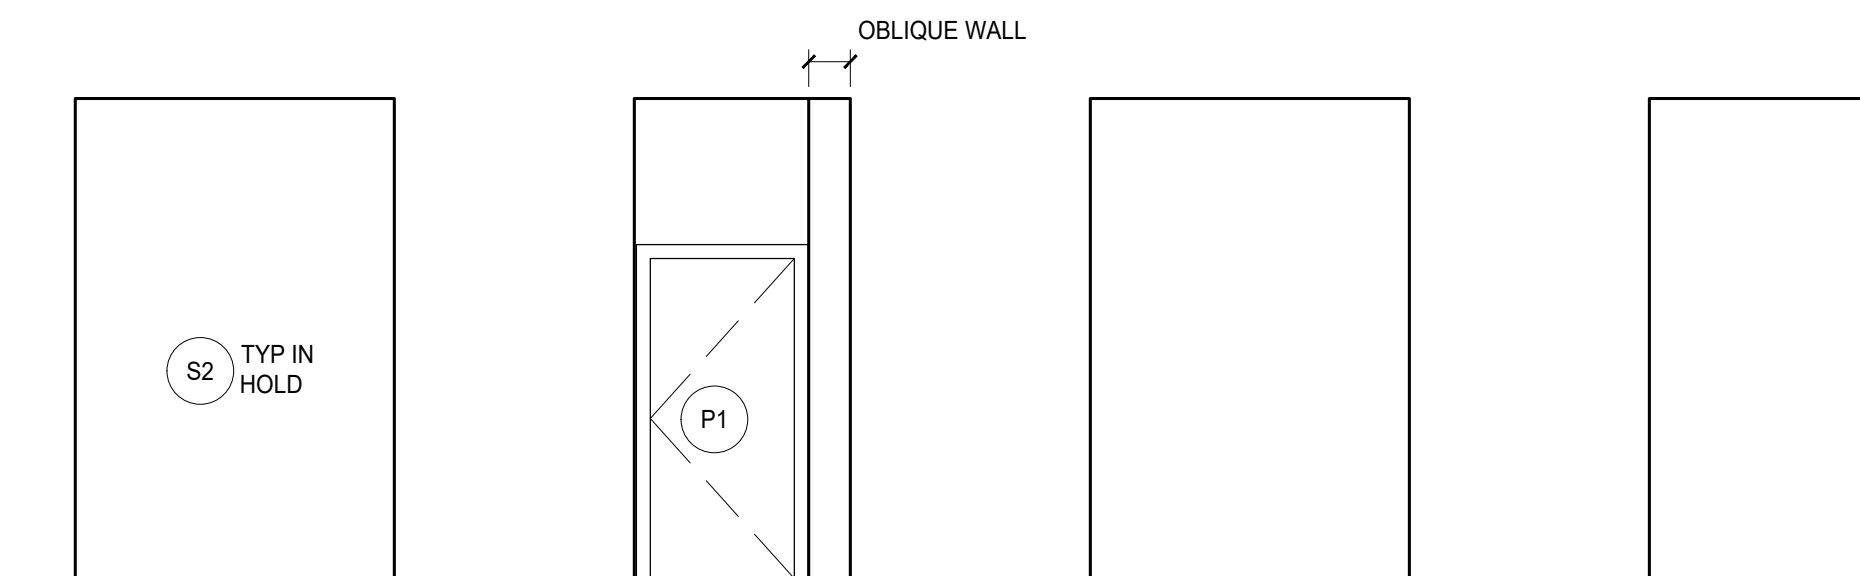 OBLIQUE WALL
S2
TYP IN
HOLD
P1